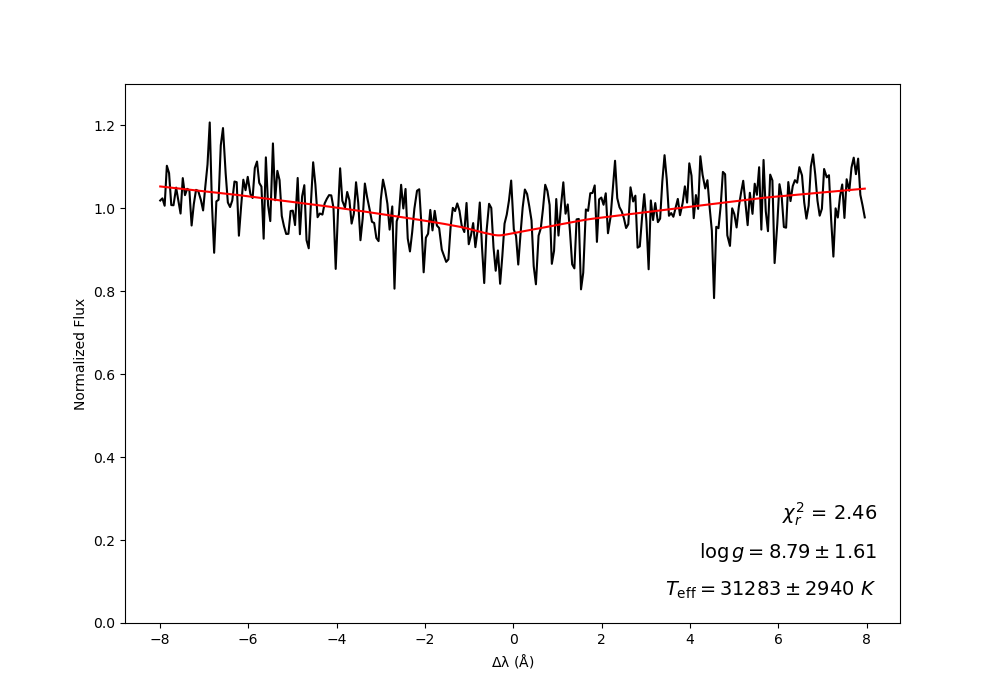 1.2
1.0
0.8
0.6
0.4
0.2
0.0
Normalized Flux
χ²ᵣ = 2.46
log g = 8.79 ± 1.61
T_eff = 31283 ± 2940 K
−8 −6 −4 −2 0 2 4 6 8
Δλ (Å)